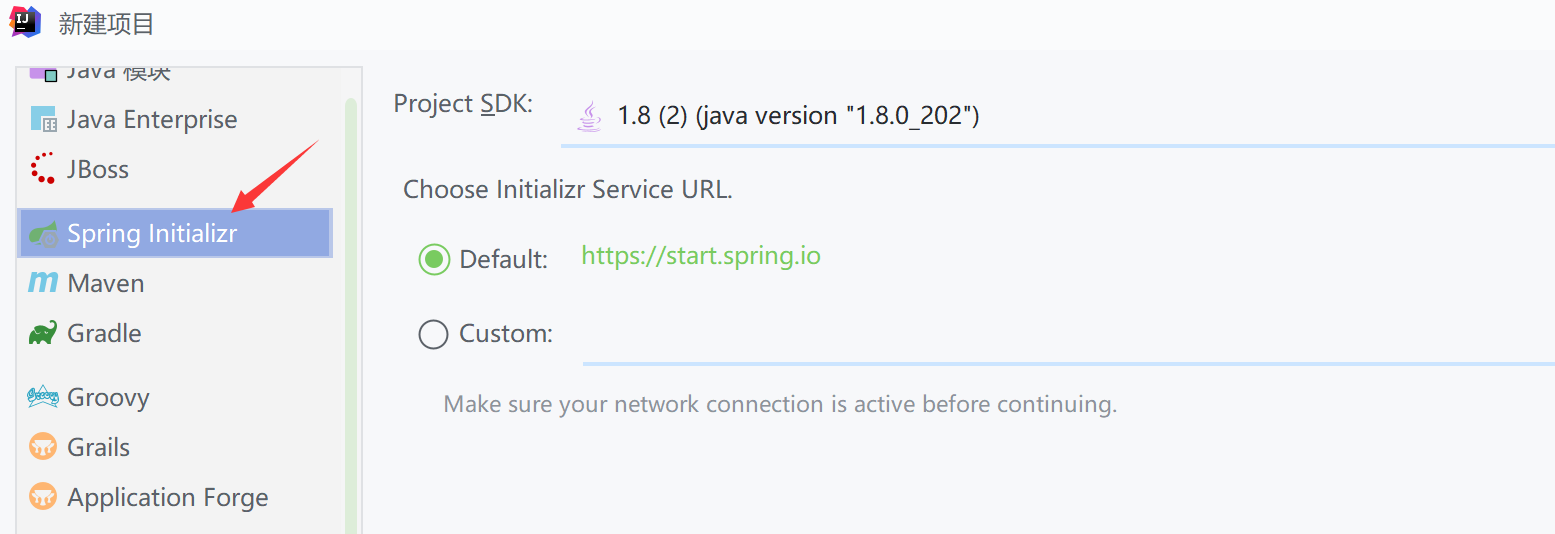 新建项目
Java 模块
Java Enterprise
JBoss
Spring Initializr
Maven
Gradle
Groovy
Grails
Application Forge
Project SDK:
1.8 (2) (java version "1.8.0_202")
Choose Initializr Service URL.
Default: https://start.spring.io
Custom:
Make sure your network connection is active before continuing.